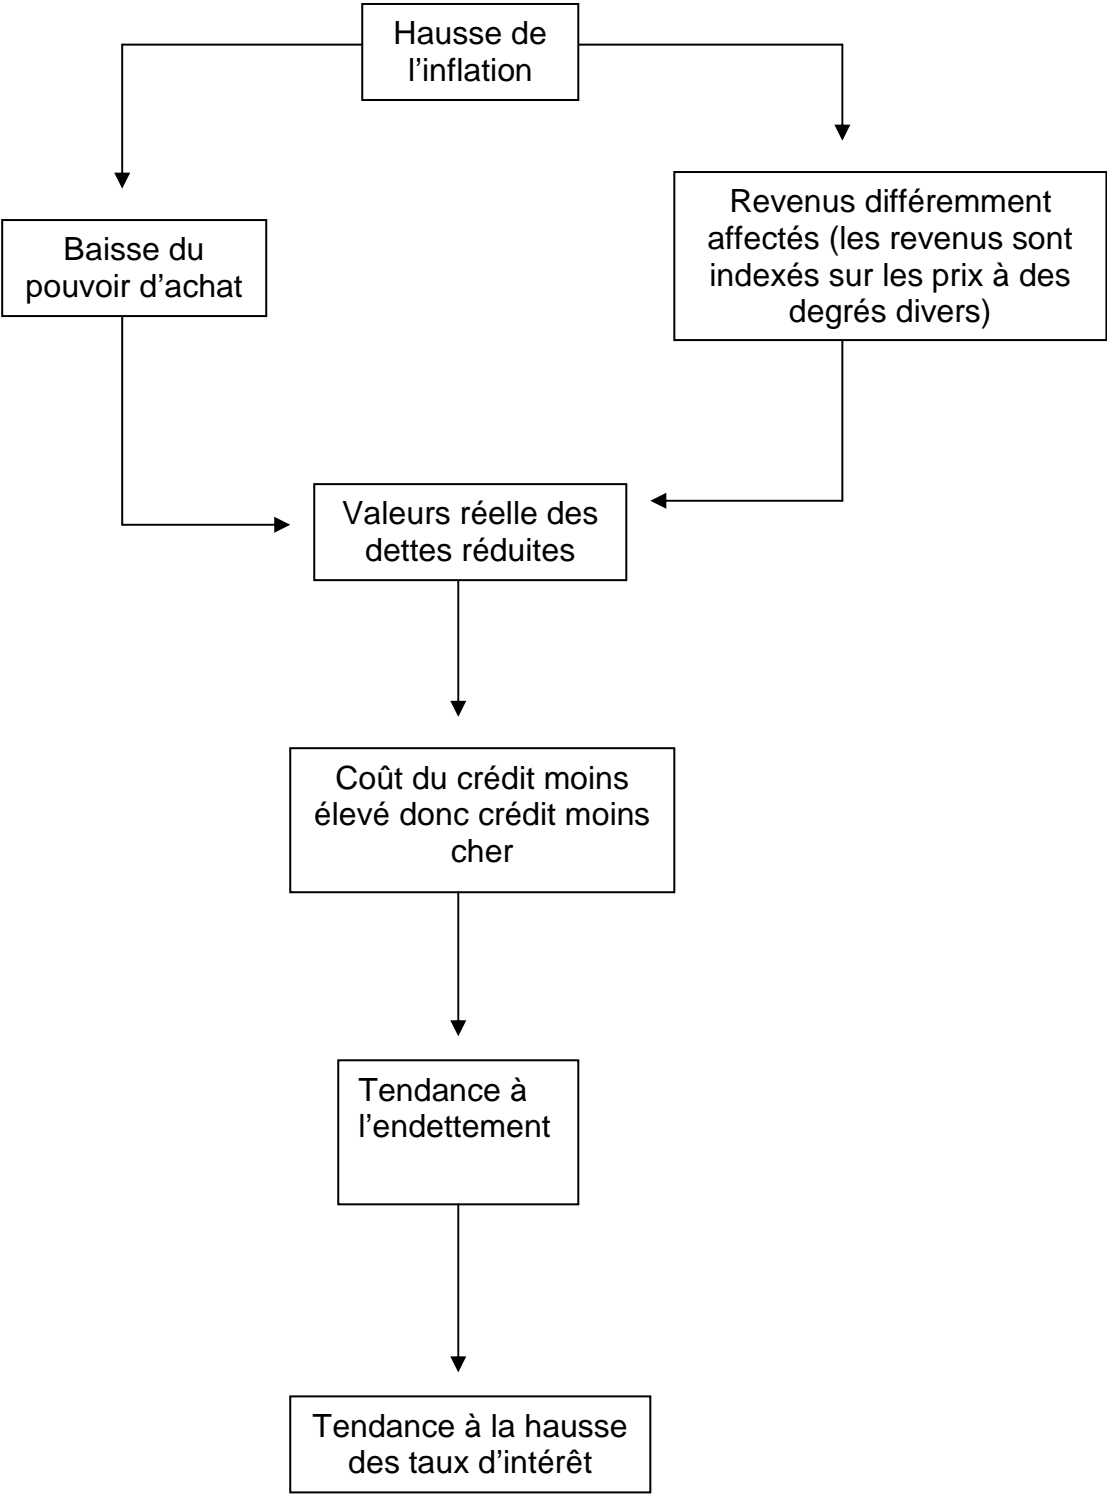 Hausse de
l’inflation
Baisse du
pouvoir d’achat
Revenus différemment
affectés (les revenus sont
indexés sur les prix à des
degrés divers)
Valeurs réelle des
dettes réduites
Coût du crédit moins
élevé donc crédit moins
cher
Tendance à
l’endettement
Tendance à la hausse
des taux d’intérêt